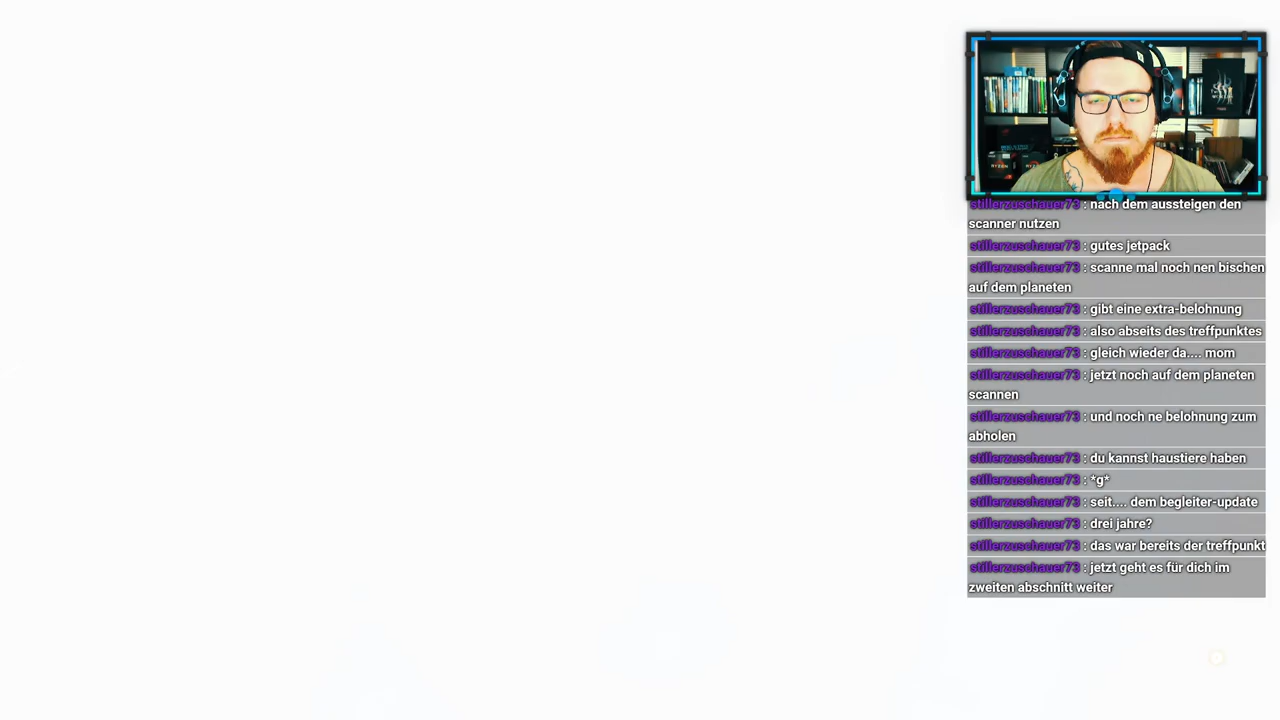 stillerzuschauer73 : nach dem aussteigen den
scanner nutzen
stillerzuschauer73 : gutes jetpack
stillerzuschauer73 : scanne mal noch nen bischen
auf dem planeten
stillerzuschauer73 : gibt eine extra-belohnung
stillerzuschauer73 : also abseits des treffpunktes
stillerzuschauer73 : gleich wieder da.... mom
stillerzuschauer73 : jetzt noch auf dem planeten
scannen
stillerzuschauer73 : und noch ne belohnung zum
abholen
stillerzuschauer73 : du kannst haustiere haben
stillerzuschauer73 : *g*
stillerzuschauer73 : seit.... dem begleiter-update
stillerzuschauer73 : drei jahre?
stillerzuschauer73 : das war bereits der treffpunkt
stillerzuschauer73 : jetzt geht es für dich im
zweiten abschnitt weiter